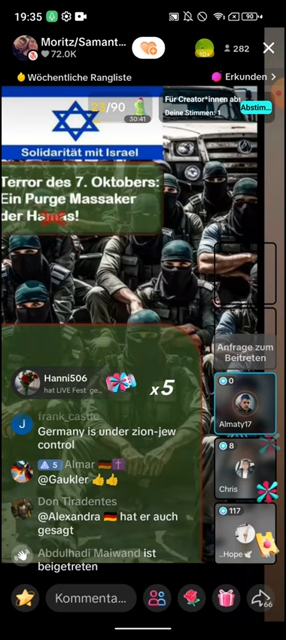 19:35
90
Moritz/Samant...
72.0K
10+
282
Wöchentliche Rangliste
Erkunden >
/90
30:41
Für Creator*innen ab
Deine Stimmen: 1
Abstim...
Solidarität mit Israel
Terror des 7. Oktobers:
Ein Purge Massaker
der Hamas!
Anfrage zum
Beitreten
Hanni506
hat LIVE Fest ge...
x5
0
Almaty17
frank_castle
Germany is under zion-jew
control
8
Chris
5 Almar
@Gaukler
Don Tiradentes
@Alexandra hat er auch
gesagt
117
...Hope
Abdulhadi Maiwand ist
beigetreten
Kommenta...
66